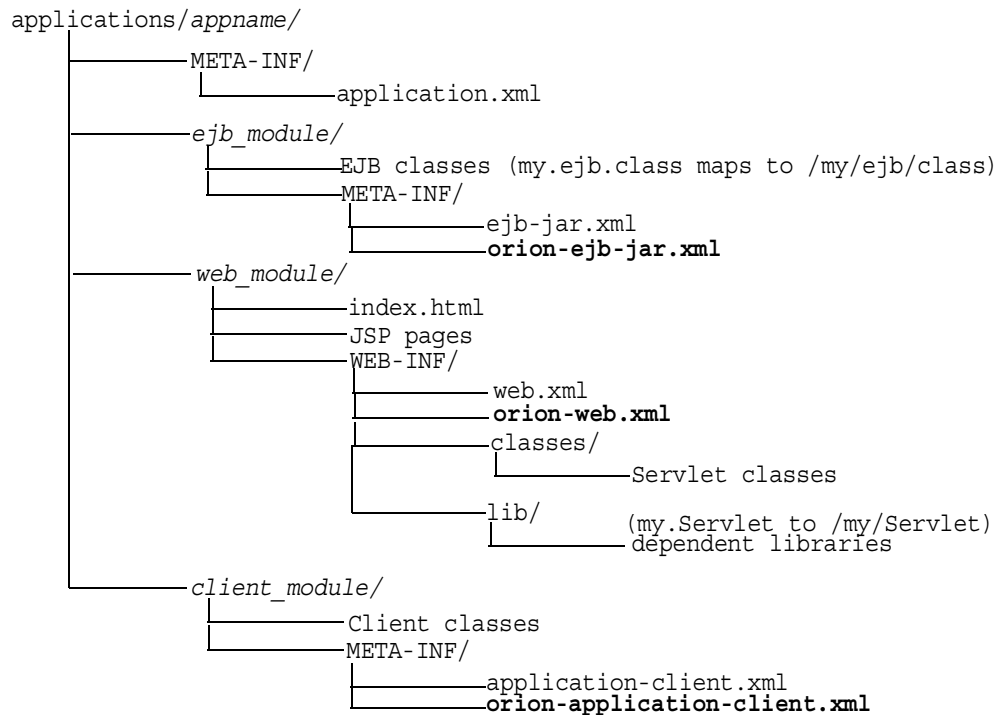 applications/appname/
META-INF/
application.xml
ejb_module/
EJB classes (my.ejb.class maps to /my/ejb/class)
META-INF/
ejb-jar.xml
orion-ejb-jar.xml
web_module/
index.html
JSP pages
WEB-INF/
web.xml
orion-web.xml
classes/
Servlet classes
lib/
(my.Servlet to /my/Servlet)
dependent libraries
client_module/
Client classes
META-INF/
application-client.xml
orion-application-client.xml